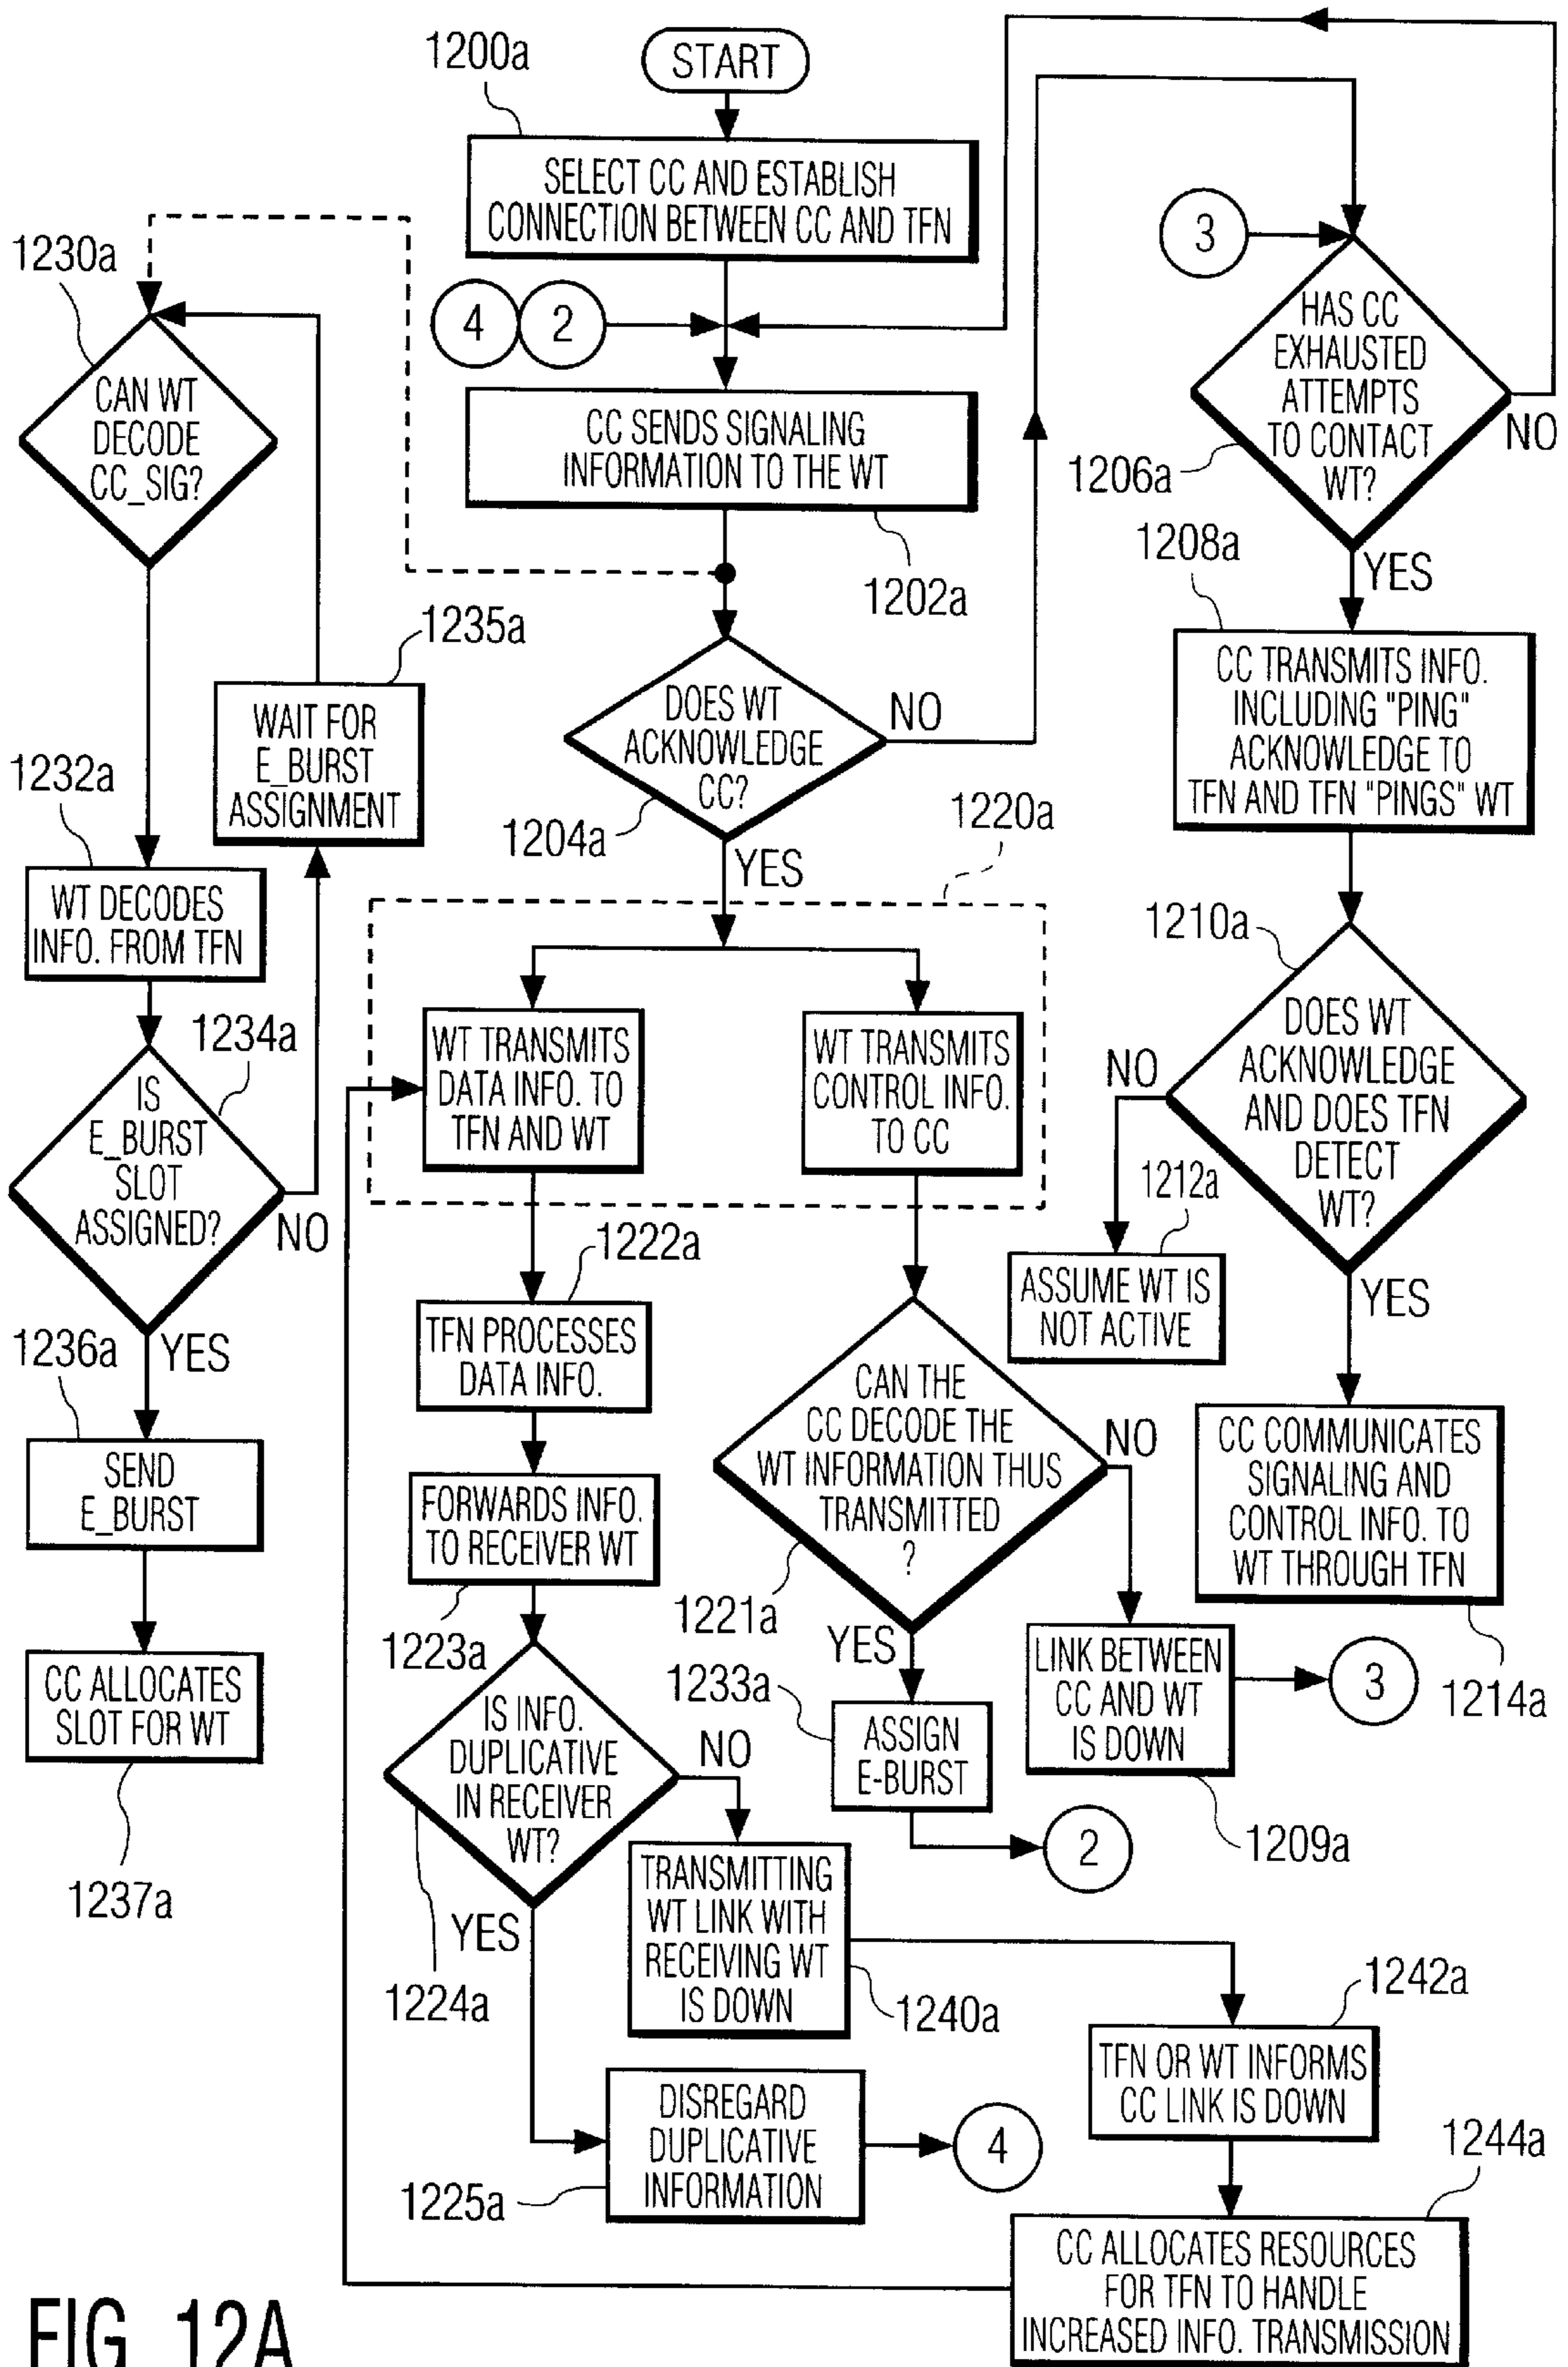 1200a
START
SELECT CC AND ESTABLISH
CONNECTION BETWEEN CC AND TFN
4
2
3
1230a
CAN WT
DECODE
CC_SIG?
CC SENDS SIGNALING
INFORMATION TO THE WT
1202a
HAS CC
EXHAUSTED
ATTEMPTS
TO CONTACT
WT?
NO
1206a
YES
1208a
CC TRANSMITS INFO.
INCLUDING "PING"
ACKNOWLEDGE TO
TFN AND TFN "PINGS" WT
1235a
WAIT FOR
E_BURST
ASSIGNMENT
DOES WT
ACKNOWLEDGE
CC?
NO
1204a
YES
1220a
1232a
WT DECODES
INFO. FROM TFN
1234a
IS
E_BURST
SLOT
ASSIGNED?
NO
YES
1236a
SEND
E_BURST
CC ALLOCATES
SLOT FOR WT
1237a
WT TRANSMITS
DATA INFO. TO
TFN AND WT
WT TRANSMITS
CONTROL INFO.
TO CC
1210a
DOES WT
ACKNOWLEDGE
AND DOES TFN
DETECT
WT?
NO
1212a
ASSUME WT IS
NOT ACTIVE
YES
CC COMMUNICATES
SIGNALING AND
CONTROL INFO. TO
WT THROUGH TFN
1214a
1222a
TFN PROCESSES
DATA INFO.
FORWARDS INFO.
TO RECEIVER WT
1223a
CAN THE
CC DECODE THE
WT INFORMATION THUS
TRANSMITTED
?
NO
1221a
YES
1233a
ASSIGN
E-BURST
2
LINK BETWEEN
CC AND WT
IS DOWN
3
1209a
IS INFO.
DUPLICATIVE
IN RECEIVER
WT?
NO
YES
1224a
TRANSMITTING
WT LINK WITH
RECEIVING WT
IS DOWN
1240a
1242a
TFN OR WT INFORMS
CC LINK IS DOWN
DISREGARD
DUPLICATIVE
INFORMATION
4
1225a
1244a
CC ALLOCATES RESOURCES
FOR TFN TO HANDLE
INCREASED INFO. TRANSMISSION
FIG. 12A